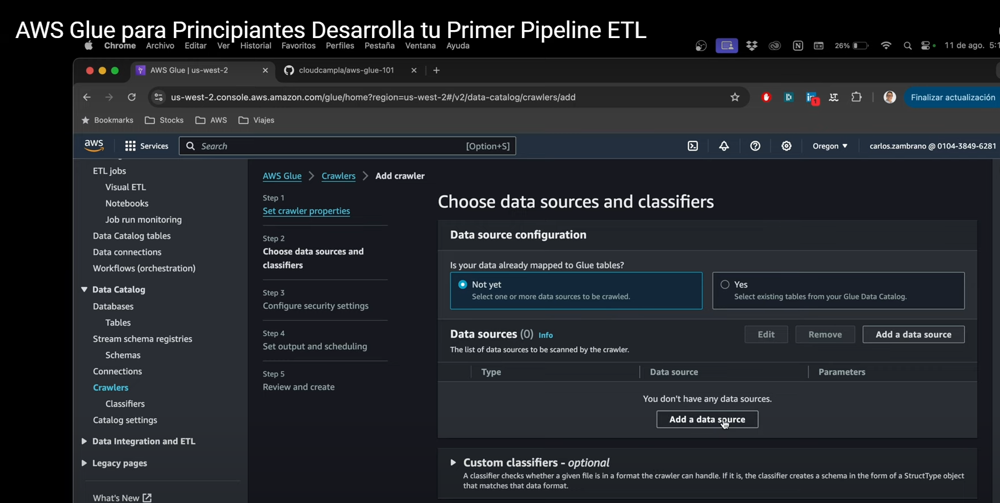 AWS Glue para Principiantes Desarrolla tu Primer Pipeline ETL
Chrome Archivo Editar Ver Historial Favoritos Perfiles Pestaña Ventana Ayuda
26% 11 de ago.
AWS Glue | us-west-2
cloudcampla/aws-glue-101
us-west-2.console.aws.amazon.com/glue/home?region=us-west-2#/v2/data-catalog/crawlers/add
1
Finalizar actualización
Bookmarks Stocks AWS Viajes
aws Services Search [Option+S] Oregon carlos.zambrano @ 0104-3849-6281
ETL jobs
Visual ETL
Notebooks
Job run monitoring
Data Catalog tables
Data connections
Workflows (orchestration)
Data Catalog
Databases
Tables
Stream schema registries
Schemas
Connections
Crawlers
Classifiers
Catalog settings
Data Integration and ETL
Legacy pages
What's New
AWS Glue Crawlers Add crawler
Step 1
Set crawler properties
Step 2
Choose data sources and
classifiers
Step 3
Configure security settings
Step 4
Set output and scheduling
Step 5
Review and create
Choose data sources and classifiers
Data source configuration
Is your data already mapped to Glue tables?
Not yet
Select one or more data sources to be crawled.
Yes
Select existing tables from your Glue Data Catalog.
Data sources (0) Info
Edit Remove Add a data source
The list of data sources to be scanned by the crawler.
Type Data source Parameters
You don't have any data sources.
Add a data source
Custom classifiers - optional
A classifier checks whether a given file is in a format the crawler can handle. If it is, the classifier creates a schema in the form of a StructType object
that matches that data format.